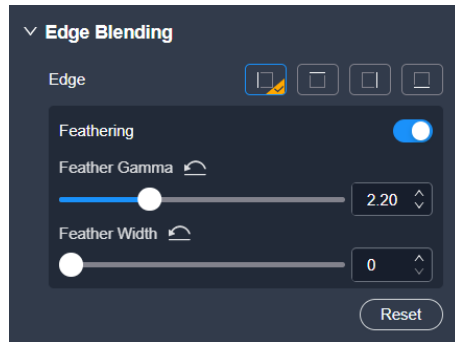 Edge Blending
Edge
Feathering
Feather Gamma
2.20
Feather Width
0
Reset